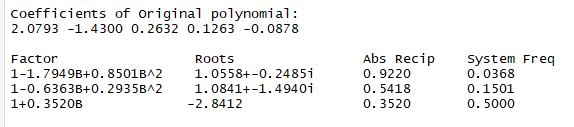 Coefficients of Original polynomial:
2.0793 -1.4300 0.2632 0.1263 -0.0878
Factor Roots Abs Recip System Freq
1-1.7949B+0.8501B^2 1.0558+-0.2485i 0.9220 0.0368
1-0.6363B+0.2935B^2 1.0841+-1.4940i 0.5418 0.1501
1+0.3520B -2.8412 0.3520 0.5000